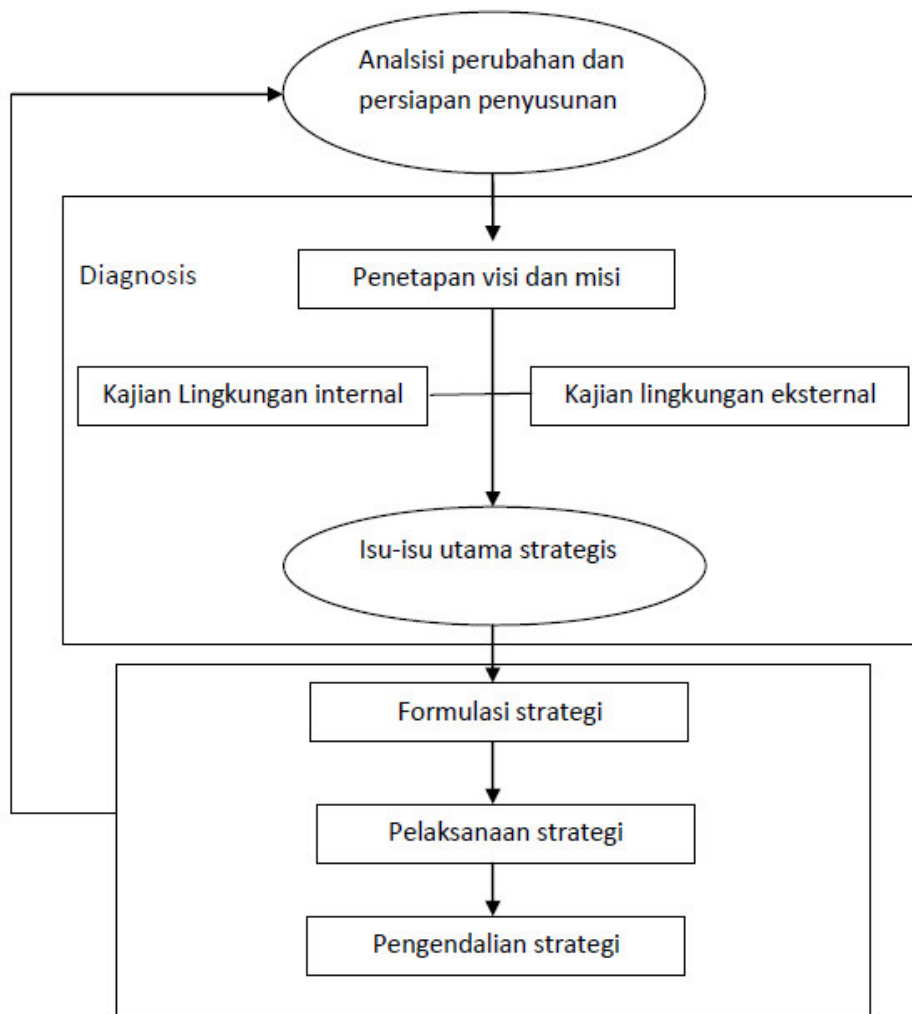 Analsisi perubahan dan
persiapan penyusunan
Diagnosis
Penetapan visi dan misi
Kajian Lingkungan internal
Kajian lingkungan eksternal
Isu-isu utama strategis
Formulasi strategi
Pelaksanaan strategi
Pengendalian strategi